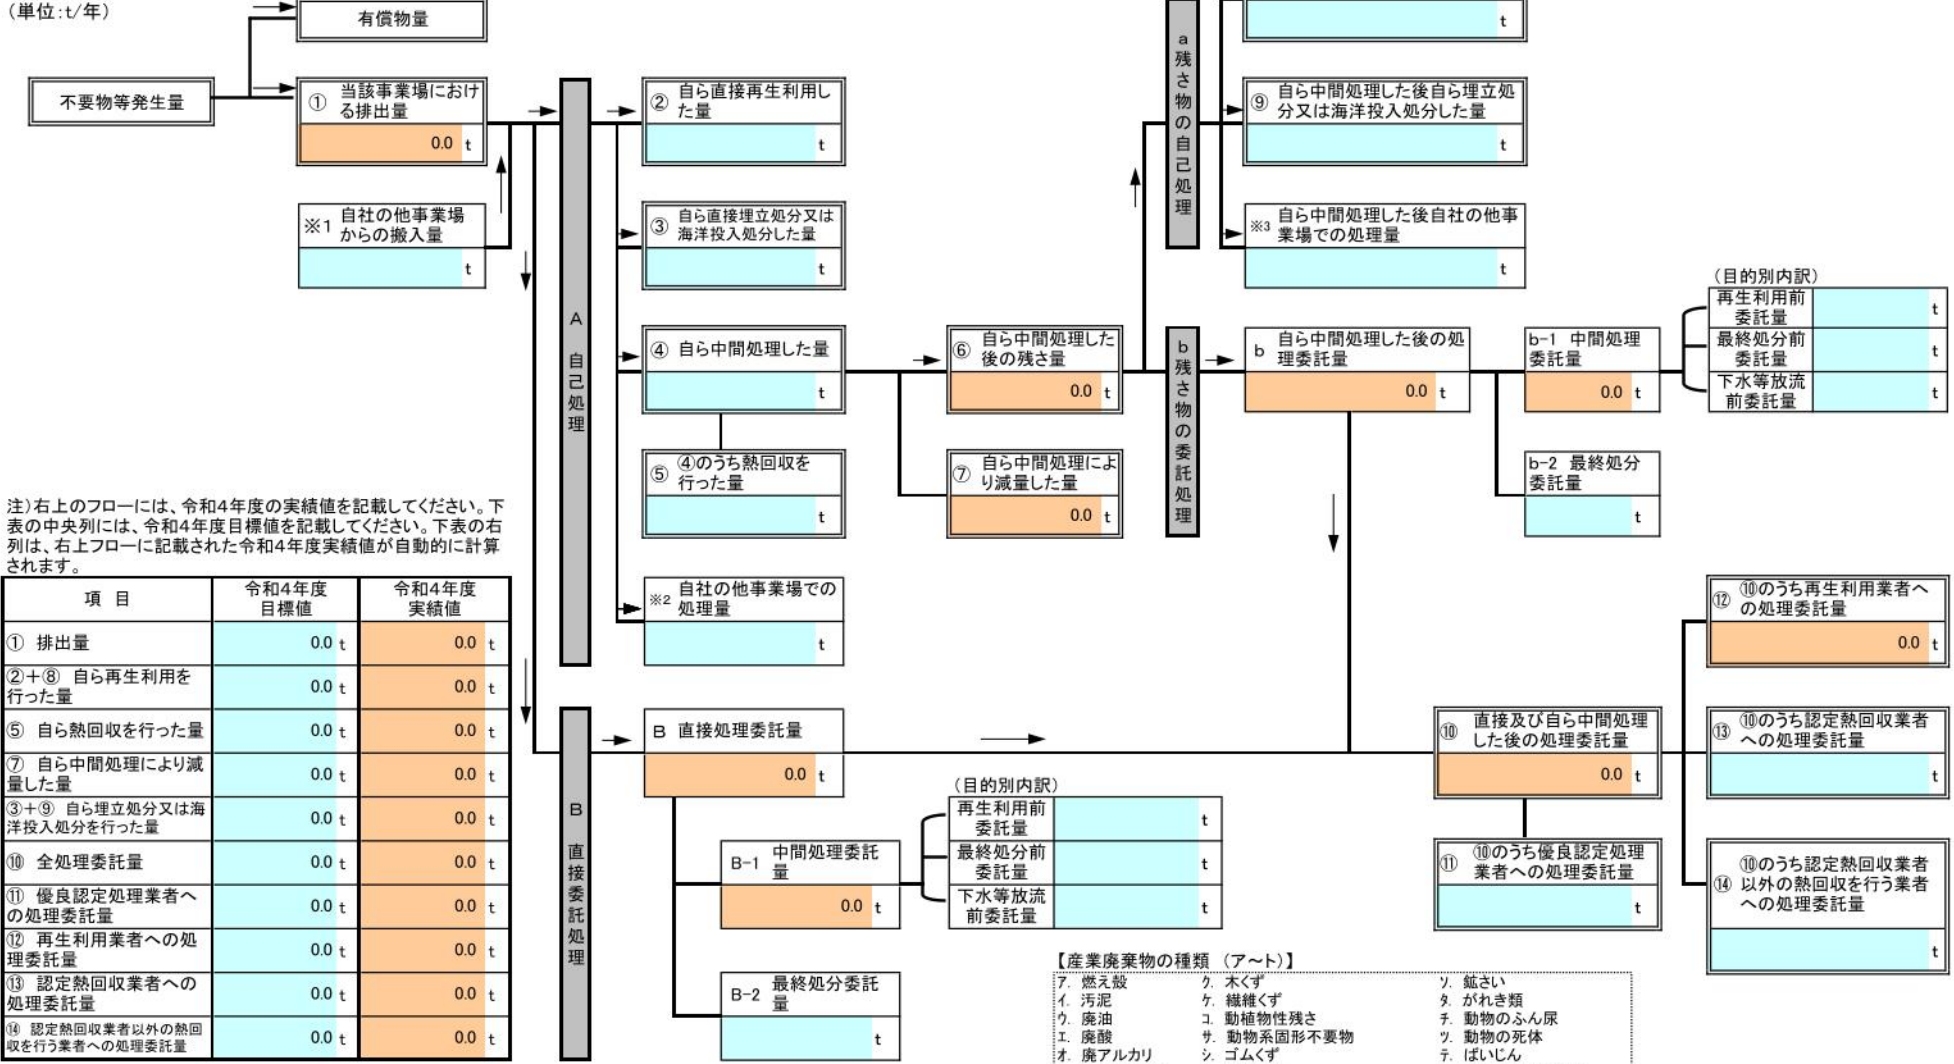 (単位:t/年)
有償物量
不要物等発生量
① 当該事業場におけ
る排出量
0.0 t
※1 自社の他事業場
からの搬入量
t
A 自己処理
② 自ら直接再生利用し
た量
t
③ 自ら直接埋立処分又は
海洋投入処分した量
t
④ 自ら中間処理した量
t
⑤ ④のうち熱回収を
行った量
t
※2 自社の他事業場での
処理量
t
⑥ 自ら中間処理した
後の残さ量
0.0 t
⑦ 自ら中間処理によ
り減量した量
0.0 t
a 残さ物の自己処理
t
⑨ 自ら中間処理した後自ら埋立処
分又は海洋投入処分した量
t
※3 自ら中間処理した後自社の他事
業場での処理量
t
b 残さ物の委託処理
b 自ら中間処理した後の処
理委託量
0.0 t
b-1 中間処理
委託量
0.0 t
b-2 最終処分
委託量
t
(目的別内訳)
再生利用前
委託量
t
最終処分前
委託量
t
下水等放流
前委託量
t
注)右上のフローには、令和4年度の実績値を記載してください。下
表の中央列には、令和4年度目標値を記載してください。下表の右
列は、右上フローに記載された令和4年度実績値が自動的に計算
されます。
項 目
令和4年度
目標値
令和4年度
実績値
① 排出量
0.0 t 0.0 t
②+⑧ 自ら再生利用を
行った量
0.0 t 0.0 t
⑤ 自ら熱回収を行った量
0.0 t 0.0 t
⑦ 自ら中間処理により減
量した量
0.0 t 0.0 t
③+⑨ 自ら埋立処分又は海
洋投入処分を行った量
0.0 t 0.0 t
⑩ 全処理委託量
0.0 t 0.0 t
⑪ 優良認定処理業者へ
の処理委託量
0.0 t 0.0 t
⑫ 再生利用業者への処
理委託量
0.0 t 0.0 t
⑬ 認定熱回収業者への
処理委託量
0.0 t 0.0 t
⑭ 認定熱回収業者以外の熱回
収を行う業者への処理委託量
0.0 t 0.0 t
B 直接委託処理
B 直接処理委託量
0.0 t
B-1 中間処理委託
量
0.0 t
B-2 最終処分委託
量
t
(目的別内訳)
再生利用前
委託量
t
最終処分前
委託量
t
下水等放流
前委託量
t
⑩ 直接及び自ら中間処理
した後の処理委託量
0.0 t
⑪ ⑩のうち優良認定処理
業者への処理委託量
t
⑫ ⑩のうち再生利用業者へ
の処理委託量
0.0 t
⑬ ⑩のうち認定熱回収業者
への処理委託量
t
⑭ ⑩のうち認定熱回収業者
以外の熱回収を行う業者
への処理委託量
t
【産業廃棄物の種類 (ア～ト)】
ア. 燃え殻 ク. 木くず ソ. 鉱さい
イ. 汚泥 ケ. 繊維くず タ. がれき類
ウ. 廃油 コ. 動植物性残さ チ. 動物のふん尿
エ. 廃酸 サ. 動物系固形不要物 ツ. 動物の死体
オ. 廃アルカリ シ. ゴムくず テ. ばいじん